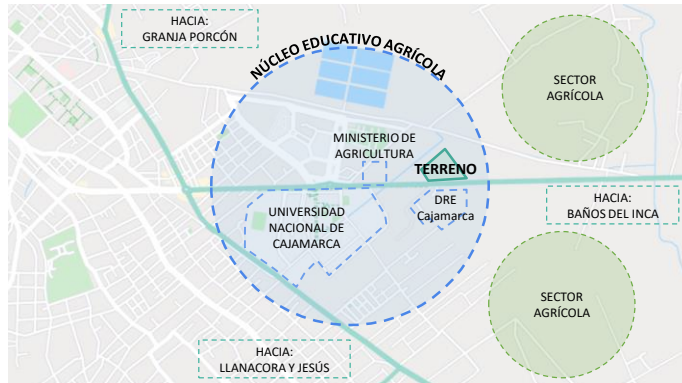 HACIA:
GRANJA PORCÓN
NÚCLEO EDUCATIVO AGRÍCOLA
SECTOR
AGRÍCOLA
MINISTERIO DE
AGRICULTURA
TERRENO
UNIVERSIDAD
NACIONAL DE
CAJAMARCA
DRE
Cajamarca
HACIA:
BAÑOS DEL INCA
SECTOR
AGRÍCOLA
HACIA:
LLANACORA Y JESÚS